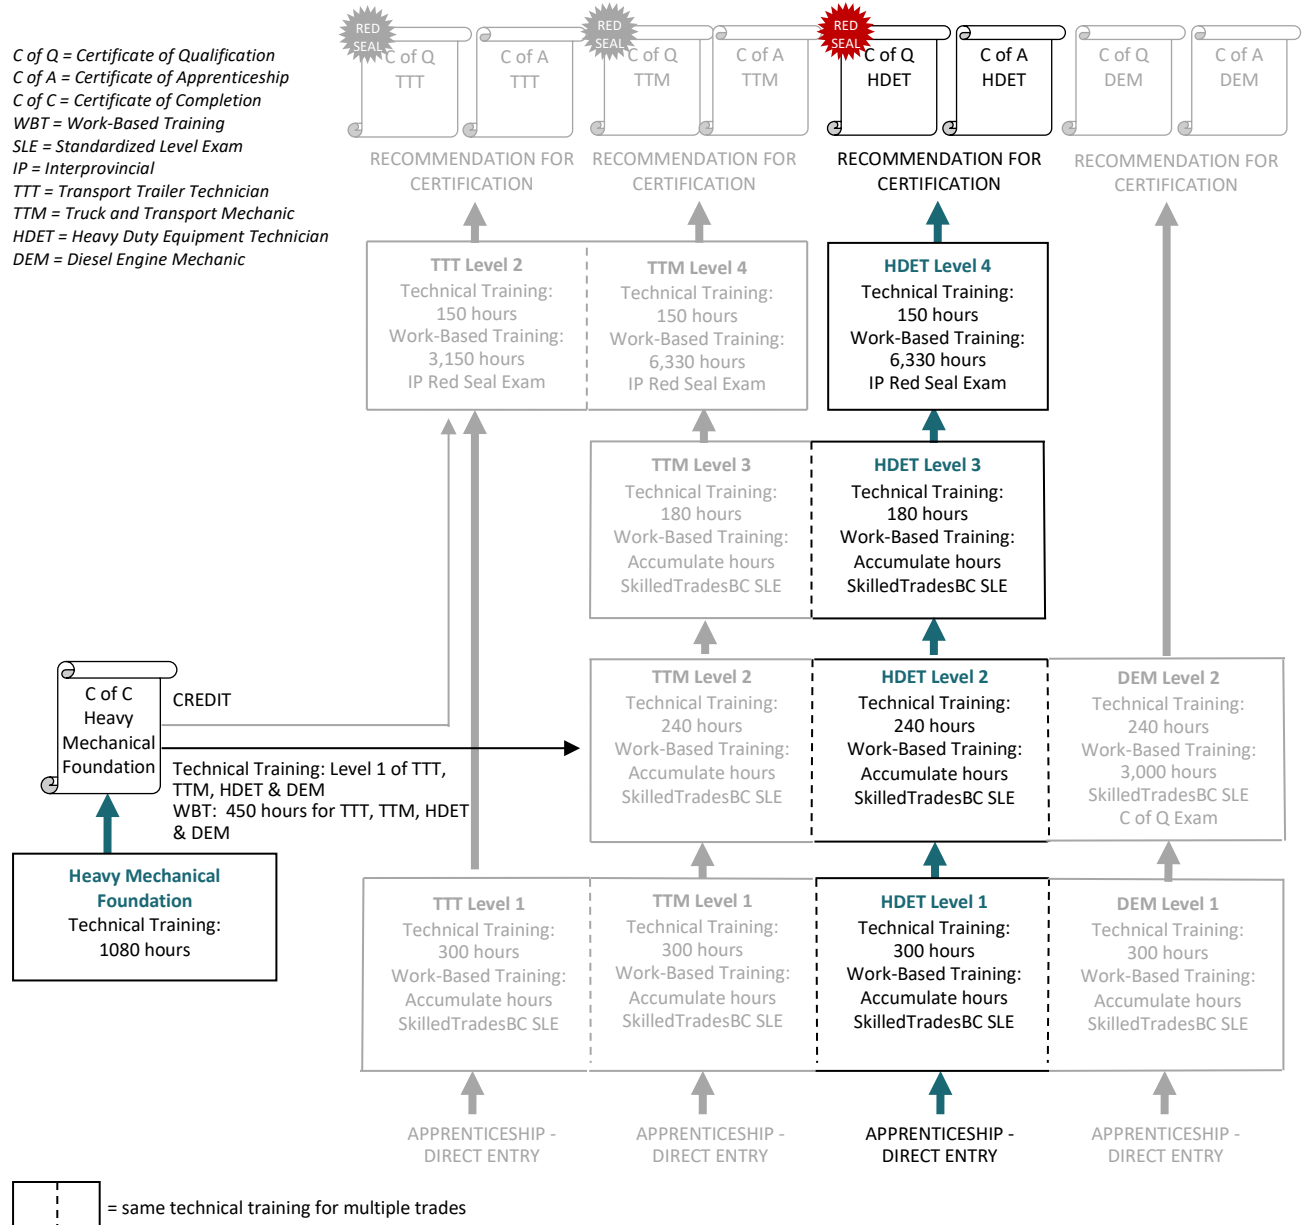 C of Q = Certificate of Qualification
C of A = Certificate of Apprenticeship
C of C = Certificate of Completion
WBT = Work-Based Training
SLE = Standardized Level Exam
IP = Interprovincial
TTT = Transport Trailer Technician
TTM = Truck and Transport Mechanic
HDET = Heavy Duty Equipment Technician
DEM = Diesel Engine Mechanic
RED
SEAL
C of Q
TTT
C of A
TTT
RECOMMENDATION FOR
CERTIFICATION
RED
SEAL
C of Q
TTM
C of A
TTM
RECOMMENDATION FOR
CERTIFICATION
RED
SEAL
C of Q
HDET
C of A
HDET
RECOMMENDATION FOR
CERTIFICATION
C of Q
DEM
C of A
DEM
RECOMMENDATION FOR
CERTIFICATION
TTT Level 2
Technical Training:
150 hours
Work-Based Training:
3,150 hours
IP Red Seal Exam
TTM Level 4
Technical Training:
150 hours
Work-Based Training:
6,330 hours
IP Red Seal Exam
HDET Level 4
Technical Training:
150 hours
Work-Based Training:
6,330 hours
IP Red Seal Exam
TTM Level 3
Technical Training:
180 hours
Work-Based Training:
Accumulate hours
SkilledTradesBC SLE
HDET Level 3
Technical Training:
180 hours
Work-Based Training:
Accumulate hours
SkilledTradesBC SLE
C of C
Heavy
Mechanical
Foundation
CREDIT
Technical Training: Level 1 of TTT,
TTM, HDET & DEM
WBT: 450 hours for TTT, TTM, HDET
& DEM
TTM Level 2
Technical Training:
240 hours
Work-Based Training:
Accumulate hours
SkilledTradesBC SLE
HDET Level 2
Technical Training:
240 hours
Work-Based Training:
Accumulate hours
SkilledTradesBC SLE
DEM Level 2
Technical Training:
240 hours
Work-Based Training:
3,000 hours
SkilledTradesBC SLE
C of Q Exam
Heavy Mechanical
Foundation
Technical Training:
1080 hours
TTT Level 1
Technical Training:
300 hours
Work-Based Training:
Accumulate hours
SkilledTradesBC SLE
TTM Level 1
Technical Training:
300 hours
Work-Based Training:
Accumulate hours
SkilledTradesBC SLE
HDET Level 1
Technical Training:
300 hours
Work-Based Training:
Accumulate hours
SkilledTradesBC SLE
DEM Level 1
Technical Training:
300 hours
Work-Based Training:
Accumulate hours
SkilledTradesBC SLE
APPRENTICESHIP -
DIRECT ENTRY
APPRENTICESHIP -
DIRECT ENTRY
APPRENTICESHIP -
DIRECT ENTRY
APPRENTICESHIP -
DIRECT ENTRY
= same technical training for multiple trades